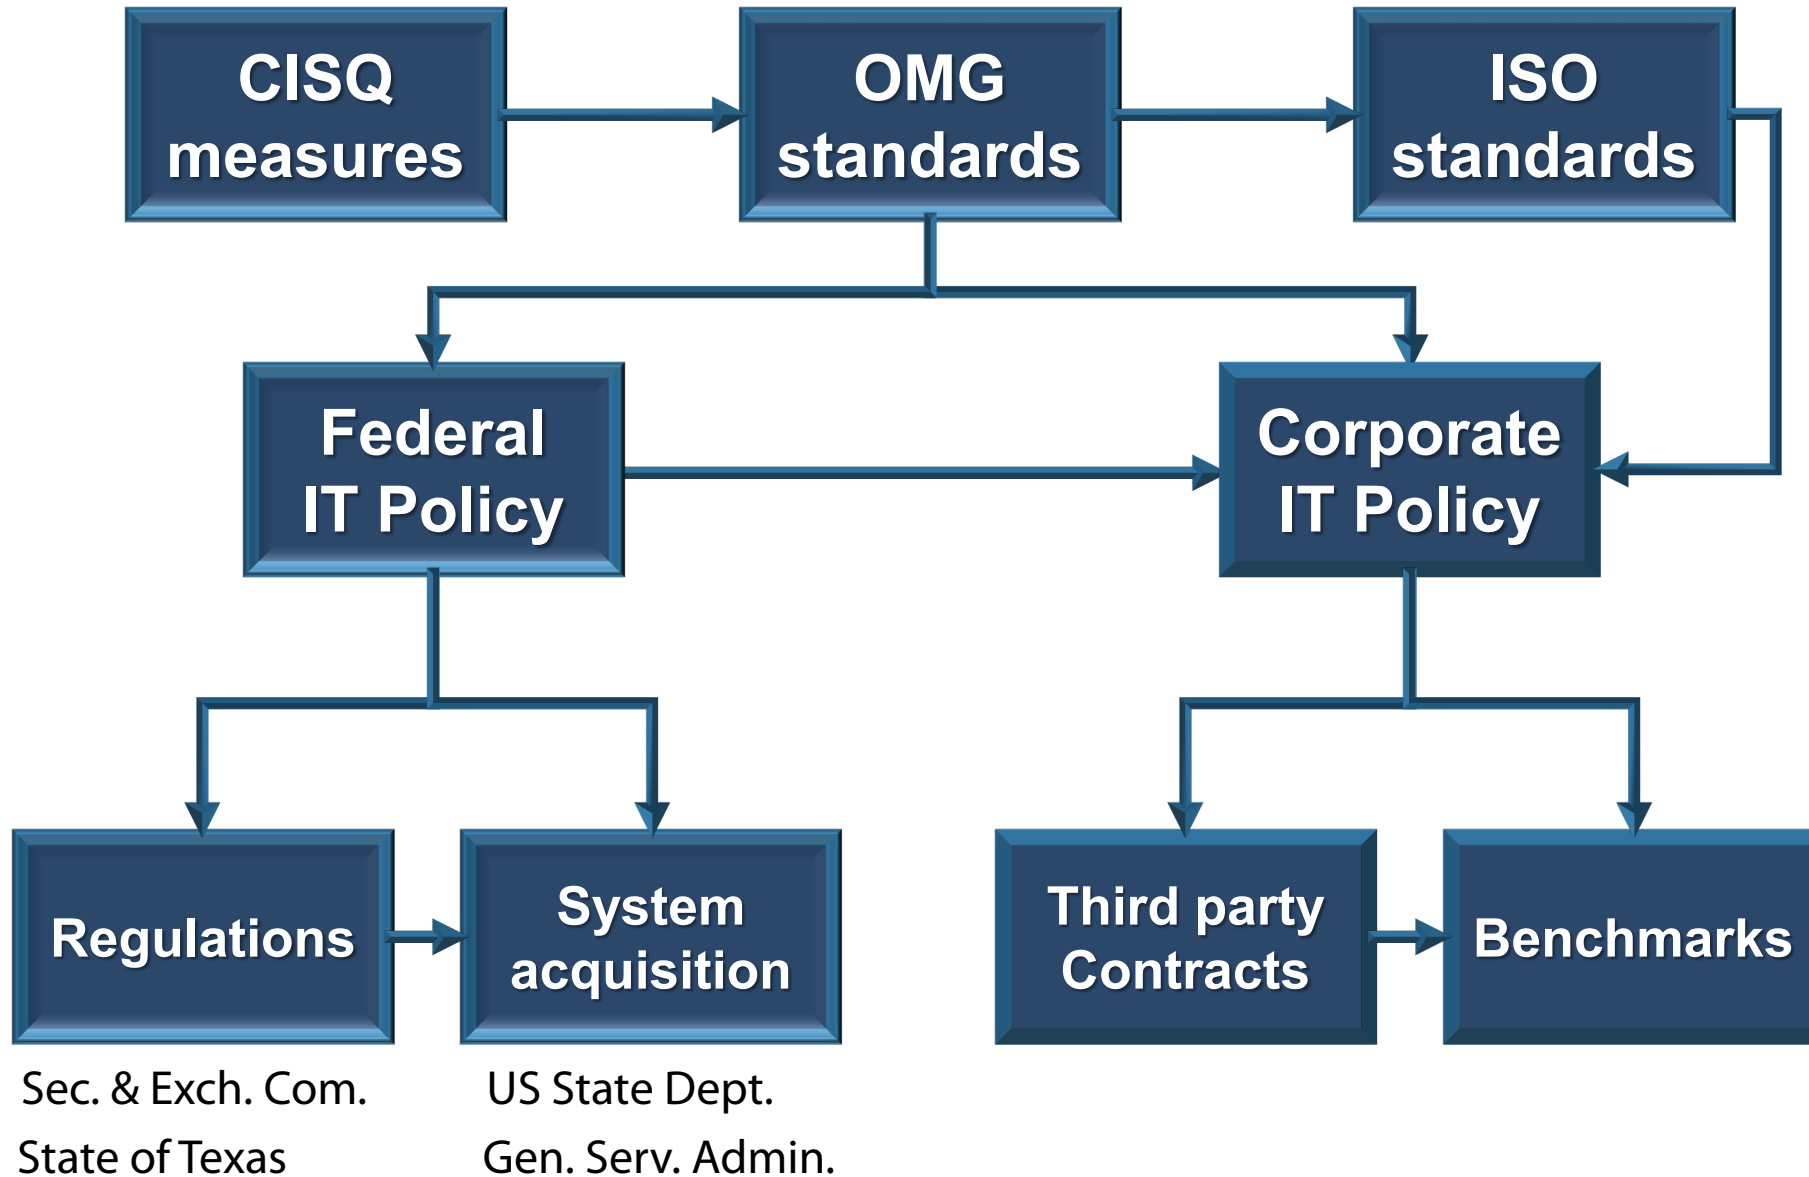 CISQ
measures
OMG
standards
ISO
standards
Federal
IT Policy
Corporate
IT Policy
Regulations
System
acquisition
Third party
Contracts
Benchmarks
Sec. & Exch. Com.
State of Texas
US State Dept.
Gen. Serv. Admin.